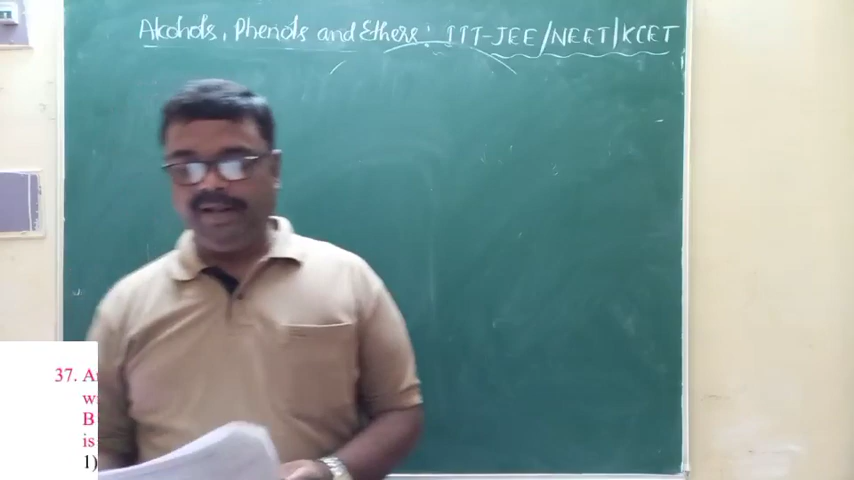 Alcohols, Phenols and Ethers: IIT-JEE/NEET/KCET
37. A
w
B
is
1)